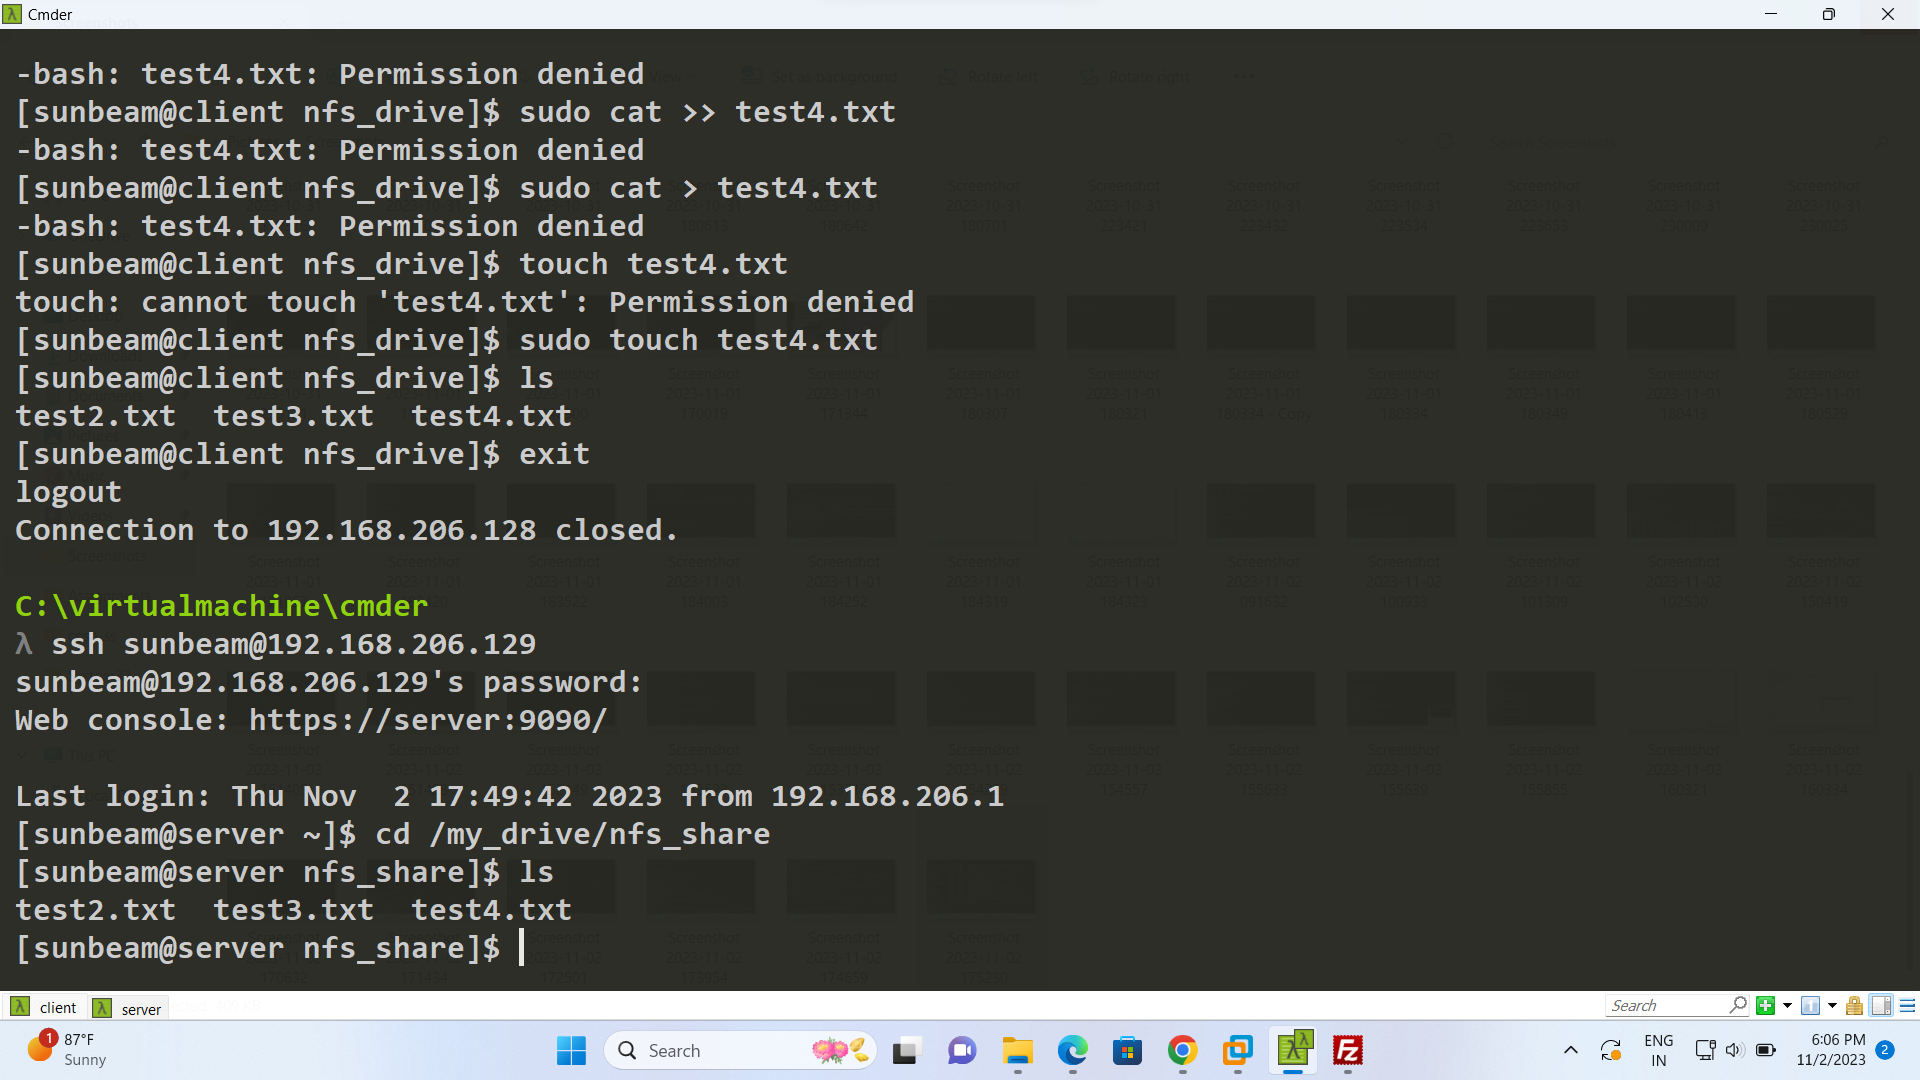 Cmder
-bash: test4.txt: Permission denied
[sunbeam@client nfs_drive]$ sudo cat >> test4.txt
-bash: test4.txt: Permission denied
[sunbeam@client nfs_drive]$ sudo cat > test4.txt
-bash: test4.txt: Permission denied
[sunbeam@client nfs_drive]$ touch test4.txt
touch: cannot touch 'test4.txt': Permission denied
[sunbeam@client nfs_drive]$ sudo touch test4.txt
[sunbeam@client nfs_drive]$ ls
test2.txt  test3.txt  test4.txt
[sunbeam@client nfs_drive]$ exit
logout
Connection to 192.168.206.128 closed.
C:\virtualmachine\cmder
λ ssh sunbeam@192.168.206.129
sunbeam@192.168.206.129's password:
Web console: https://server:9090/
Last login: Thu Nov  2 17:49:42 2023 from 192.168.206.1
[sunbeam@server ~]$ cd /my_drive/nfs_share
[sunbeam@server nfs_share]$ ls
test2.txt  test3.txt  test4.txt
[sunbeam@server nfs_share]$
client server Search
1 87°F
Sunny
Search
ENG
IN
6:06 PM
11/2/2023
2